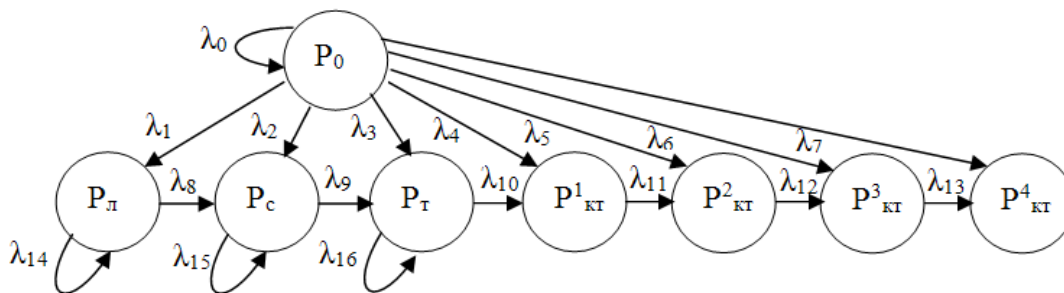 λ₀ P₀
λ₁ λ₂ λ₃ λ₄ λ₅ λ₆ λ₇
λ₈ λ₉ λ₁₀ λ₁₁ λ₁₂ λ₁₃
Pл Pс Pт P¹кт P²кт P³кт P⁴кт
λ₁₄ λ₁₅ λ₁₆